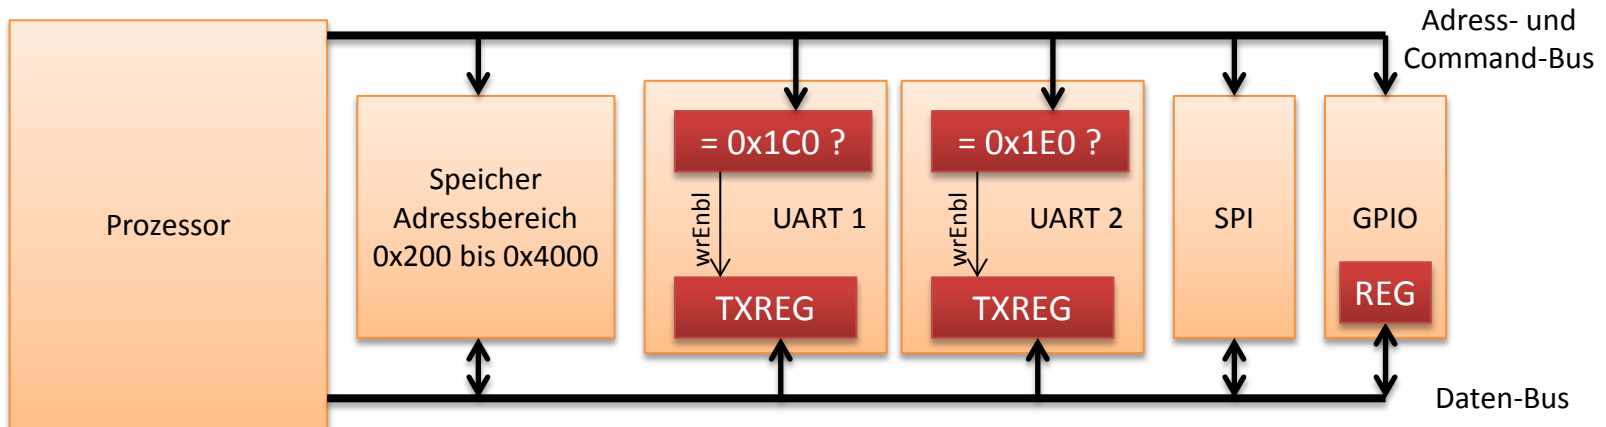 Adress- und
Command-Bus
Prozessor
Speicher
Adressbereich
0x200 bis 0x4000
= 0x1C0 ?
wrEnbl
UART 1
TXREG
= 0x1E0 ?
wrEnbl
UART 2
TXREG
SPI
GPIO
REG
Daten-Bus